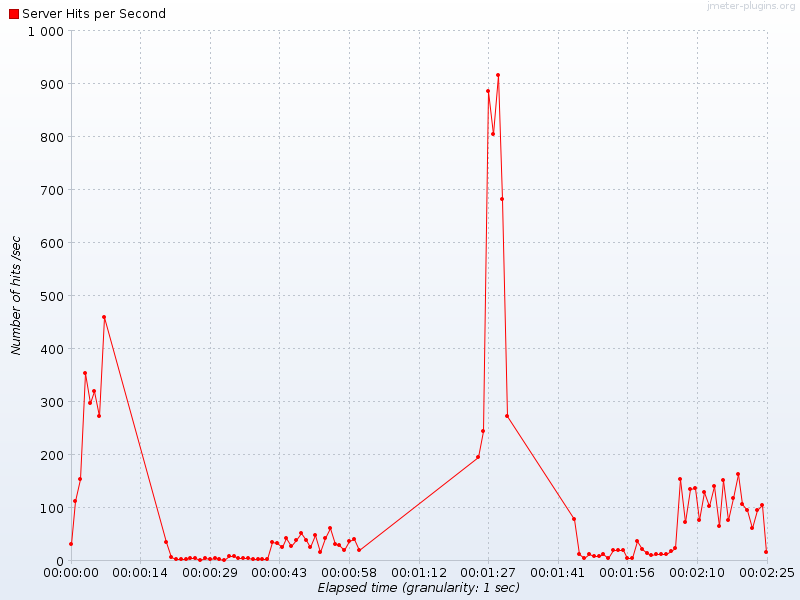 jmeter-plugins.org
Server Hits per Second
1 000
900
800
700
600
500
400
300
200
100
0
Number of hits /sec
00:00:00 00:00:14 00:00:29 00:00:43 00:00:58 00:01:12 00:01:27 00:01:41 00:01:56 00:02:10 00:02:25
Elapsed time (granularity: 1 sec)